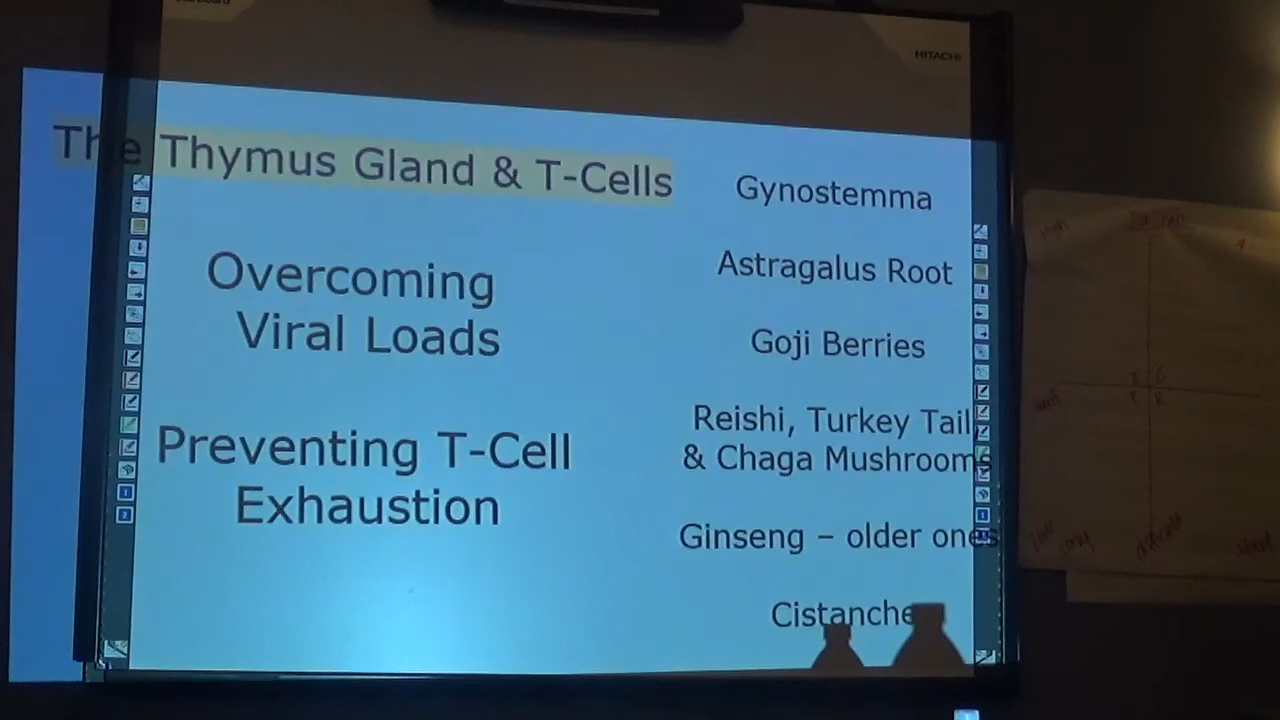 HITACHI
The Thymus Gland & T-Cells
Overcoming
Viral Loads
Preventing T-Cell
Exhaustion
Gynostemma
Astragalus Root
Goji Berries
Reishi, Turkey Tail,
& Chaga Mushrooms
Ginseng – older ones
Cistanche